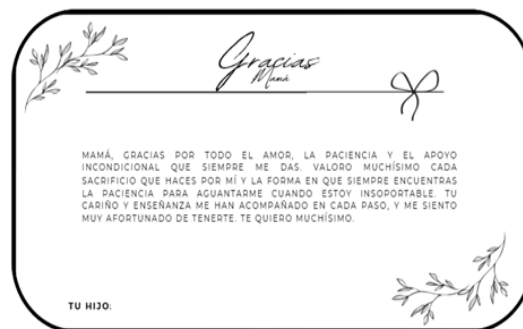 Gracias
Mamá
MAMÁ, GRACIAS POR TODO EL AMOR, LA PACIENCIA Y EL APOYO
INCONDICIONAL QUE SIEMPRE ME DAS. VALORO MUCHÍSIMO CADA
SACRIFICIO QUE HACES POR MÍ Y LA FORMA EN QUE SIEMPRE ENCUENTRAS
LA PACIENCIA PARA AGUANTARME CUANDO ESTOY INSOPORTABLE. TU
CARIÑO Y ENSEÑANZA ME HAN ACOMPAÑADO EN CADA PASO, Y ME SIENTO
MUY AFORTUNADO DE TENERTE. TE QUIERO MUCHÍSIMO.
TU HIJO: